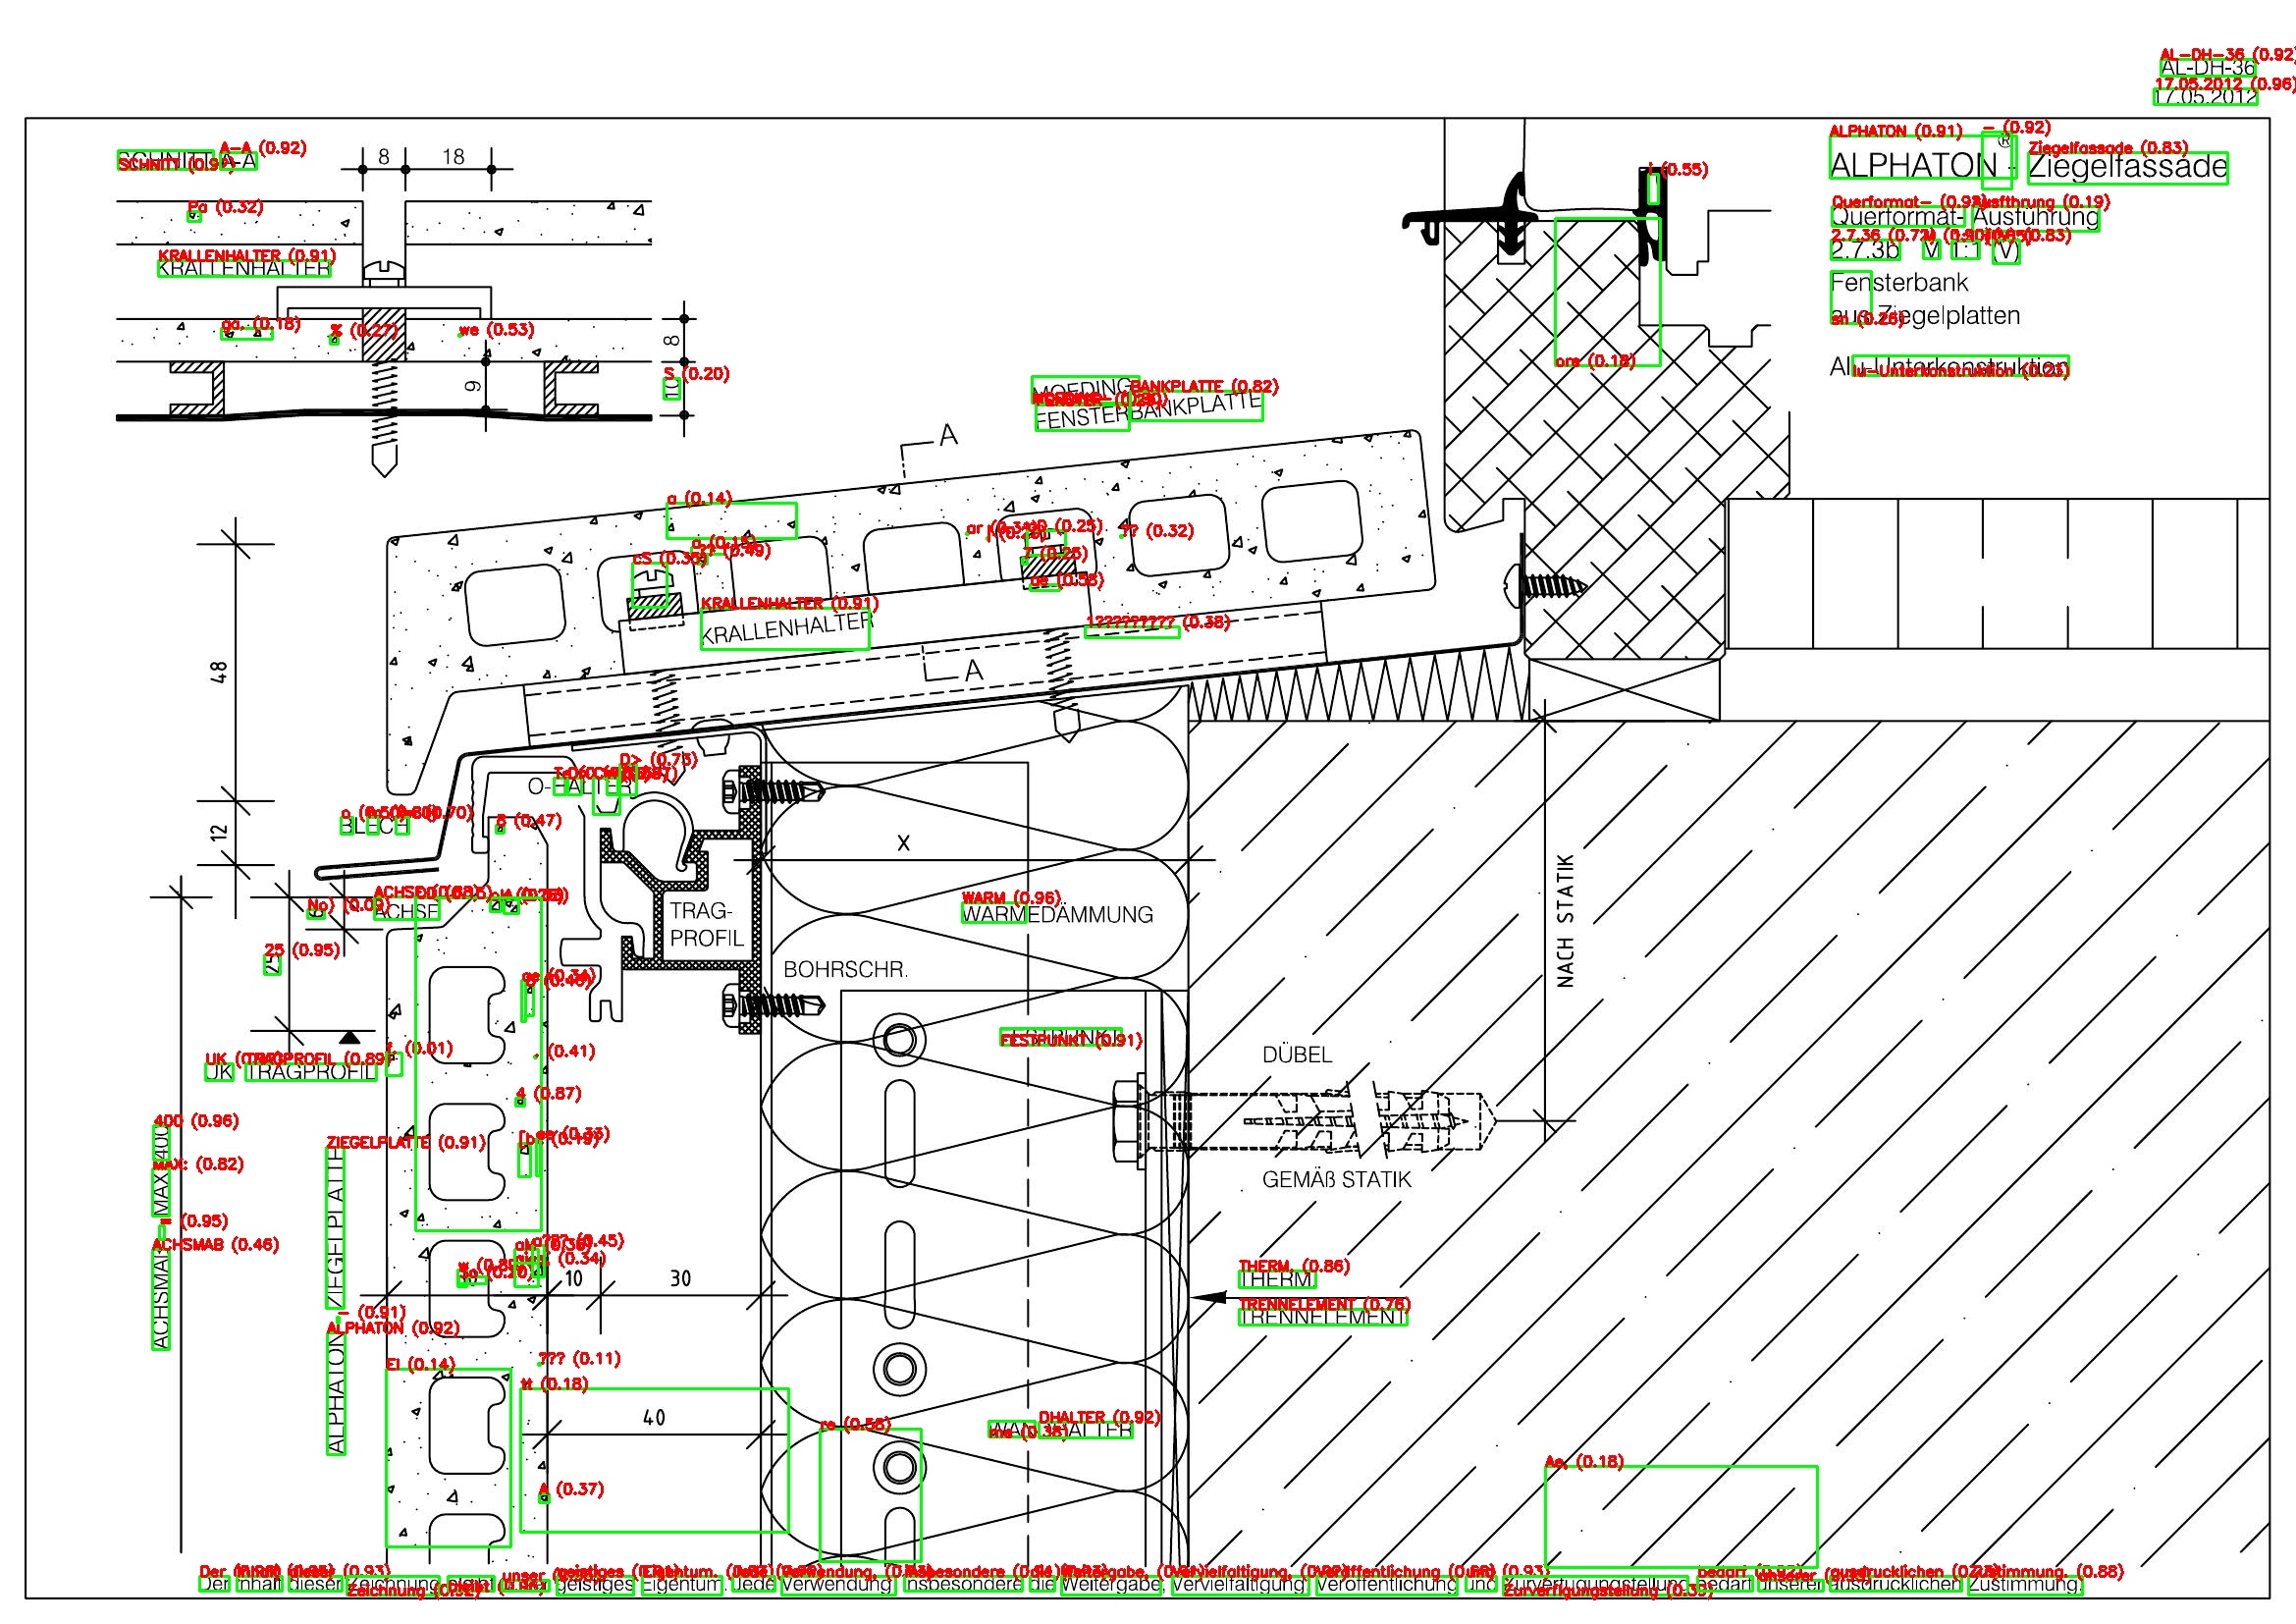 AL-DH-36
17.05.2012
ALPHATON® - Ziegelfassade
Querformat- Ausführung
2.7.3b M 1:1 (V)
Fensterbank
aus Ziegelplatten
Alu-Unterkonstruktion
SCHNITT A-A
8 18
KRALLENHALTER
8
9
10
MOEDING
FENSTERBANKPLATTE
A
KRALLENHALTER
A
48
12
O-HALTER
BLECH
X
ACHSE
6
25
TRAG-
PROFIL
WÄRMEDÄMMUNG
BOHRSCHR.
NACH STATIK
FESTPUNKT
DÜBEL
UK TRAGPROFIL
GEMÄß STATIK
ACHSMAß = MAX. 400
ALPHATON - ZIEGELPLATTE
30 10 30
THERM.
TRENNELEMENT
40
WANDHALTER
Der Inhalt dieser Zeichnung bleibt unser geistiges Eigentum. Jede Verwendung, insbesondere die Weitergabe, Vervielfältigung, Veröffentlichung und Zurverfügungstellung bedarf unserer ausdrücklichen Zustimmung.